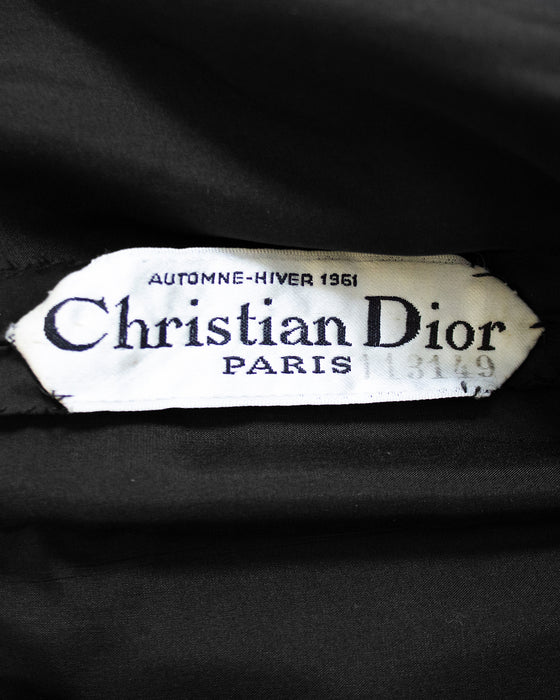 AUTOMNE-HIVER 1961
Christian Dior
PARIS 113149